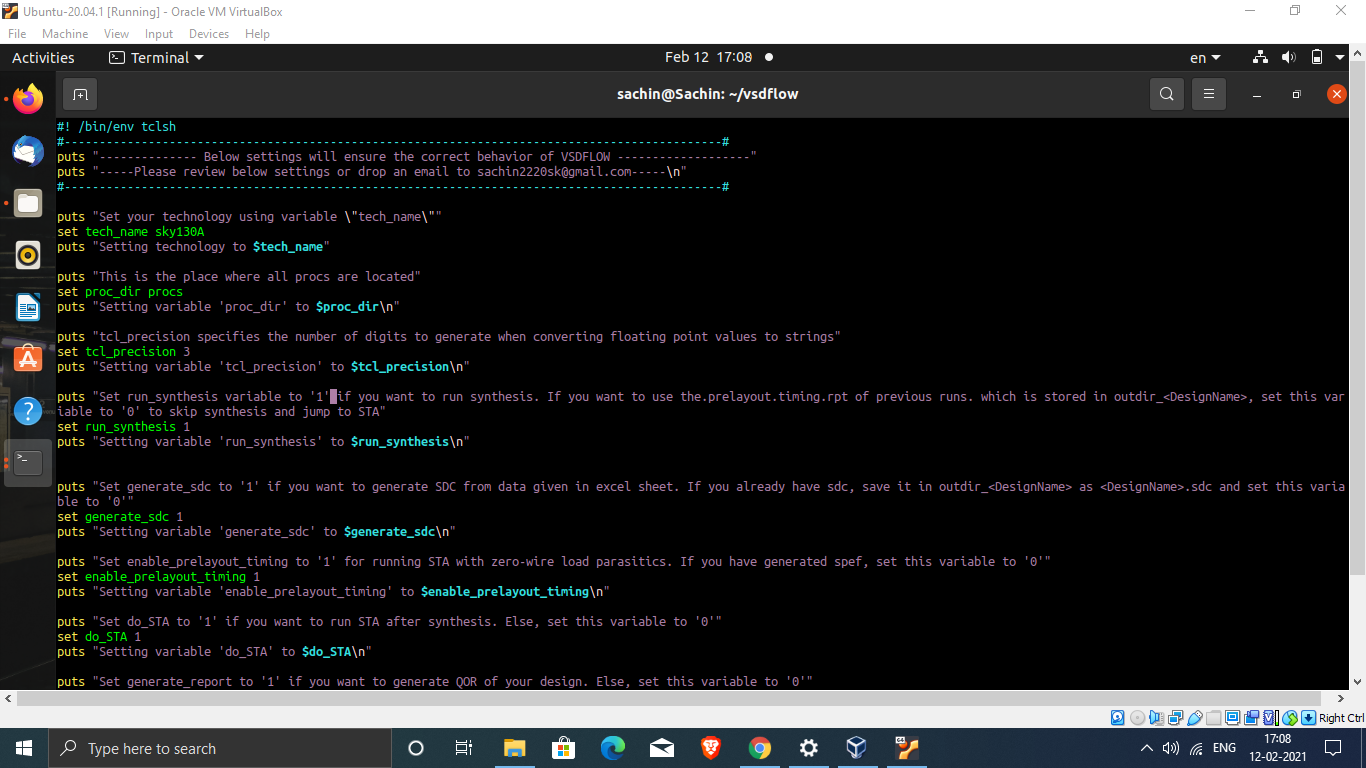 Ubuntu-20.04.1 [Running] - Oracle VM VirtualBox
File Machine View Input Devices Help
Activities Terminal Feb 12 17:08 en
sachin@Sachin: ~/vsdflow
#! /bin/env tclsh
#----------------------------------------------------------------------------------------------#
puts "-------------- Below settings will ensure the correct behavior of VSDFLOW -------------------"
puts "-----Please review below settings or drop an email to sachin2220sk@gmail.com-----\n"
#----------------------------------------------------------------------------------------------#
puts "Set your technology using variable \"tech_name\""
set tech_name sky130A
puts "Setting technology to $tech_name"
puts "This is the place where all procs are located"
set proc_dir procs
puts "Setting variable 'proc_dir' to $proc_dir\n"
puts "tcl_precision specifies the number of digits to generate when converting floating point values to strings"
set tcl_precision 3
puts "Setting variable 'tcl_precision' to $tcl_precision\n"
puts "Set run_synthesis variable to '1' if you want to run synthesis. If you want to use the.prelayout.timing.rpt of previous runs. which is stored in outdir_<DesignName>, set this var
iable to '0' to skip synthesis and jump to STA"
set run_synthesis 1
puts "Setting variable 'run_synthesis' to $run_synthesis\n"
puts "Set generate_sdc to '1' if you want to generate SDC from data given in excel sheet. If you already have sdc, save it in outdir_<DesignName> as <DesignName>.sdc and set this varia
ble to '0'"
set generate_sdc 1
puts "Setting variable 'generate_sdc' to $generate_sdc\n"
puts "Set enable_prelayout_timing to '1' for running STA with zero-wire load parasitics. If you have generated spef, set this variable to '0'"
set enable_prelayout_timing 1
puts "Setting variable 'enable_prelayout_timing' to $enable_prelayout_timing\n"
puts "Set do_STA to '1' if you want to run STA after synthesis. Else, set this variable to '0'"
set do_STA 1
puts "Setting variable 'do_STA' to $do_STA\n"
puts "Set generate_report to '1' if you want to generate QOR of your design. Else, set this variable to '0'"
Right Ctrl
Type here to search
ENG
17:08
12-02-2021